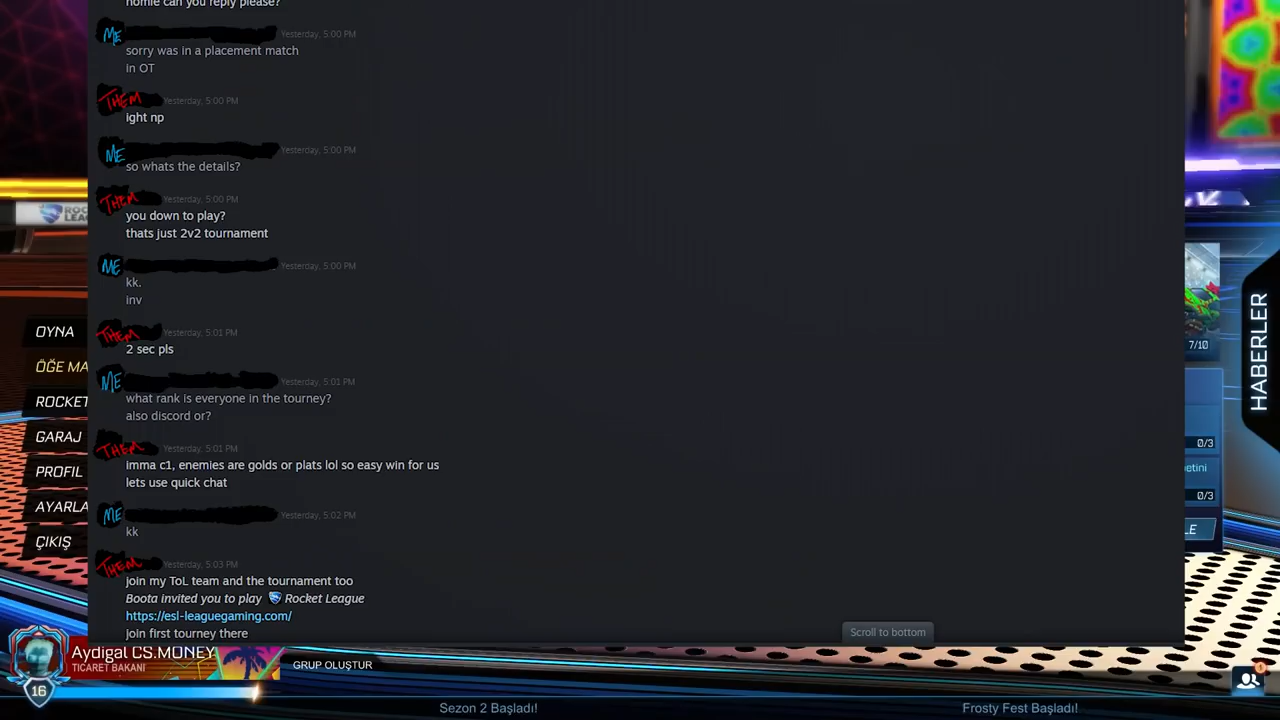 homie can you reply please?
ME
Yesterday, 5:00 PM
sorry was in a placement match
in OT
THEM
Yesterday, 5:00 PM
ight np
ME
Yesterday, 5:00 PM
so whats the details?
THEM
Yesterday, 5:00 PM
you down to play?
thats just 2v2 tournament
ME
Yesterday, 5:00 PM
kk.
inv
THEM
Yesterday, 5:01 PM
2 sec pls
ME
Yesterday, 5:01 PM
what rank is everyone in the tourney?
also discord or?
THEM
Yesterday, 5:01 PM
imma c1, enemies are golds or plats lol so easy win for us
lets use quick chat
ME
Yesterday, 5:02 PM
kk
THEM
Yesterday, 5:03 PM
join my ToL team and the tournament too
Boota invited you to play Rocket League
https://esl-leaguegaming.com/
join first tourney there
Scroll to bottom
OYNA
ÖĞE MA
ROCKET
GARAJ
PROFIL
AYARLA
ÇIKIŞ
HABERLER
7/10
0/3
etini
0/3
LE
Aydigal CS.MONEY
TICARET BAKANI
16
GRUP OLUŞTUR
Sezon 2 Başladı!
Frosty Fest Başladı!